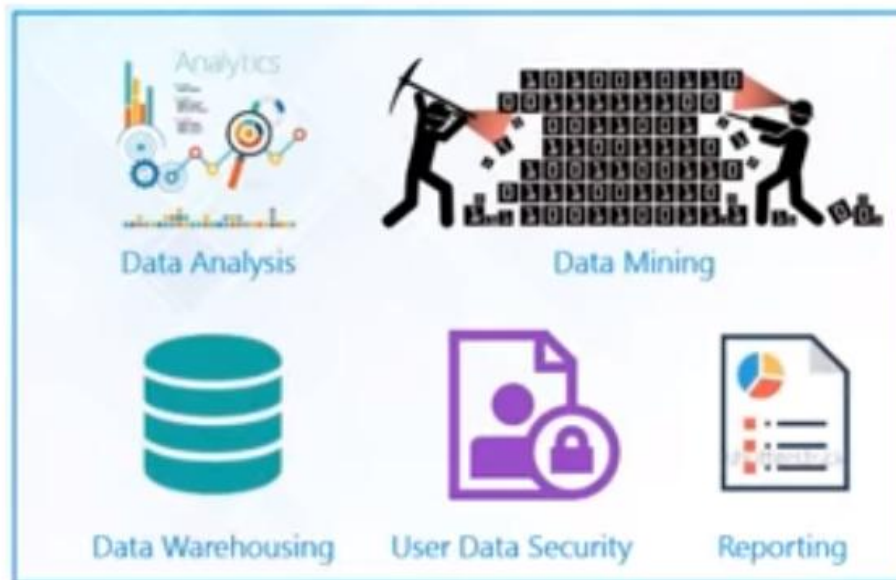 Analytics
Data Analysis
Data Mining
Data Warehousing
User Data Security
Reporting